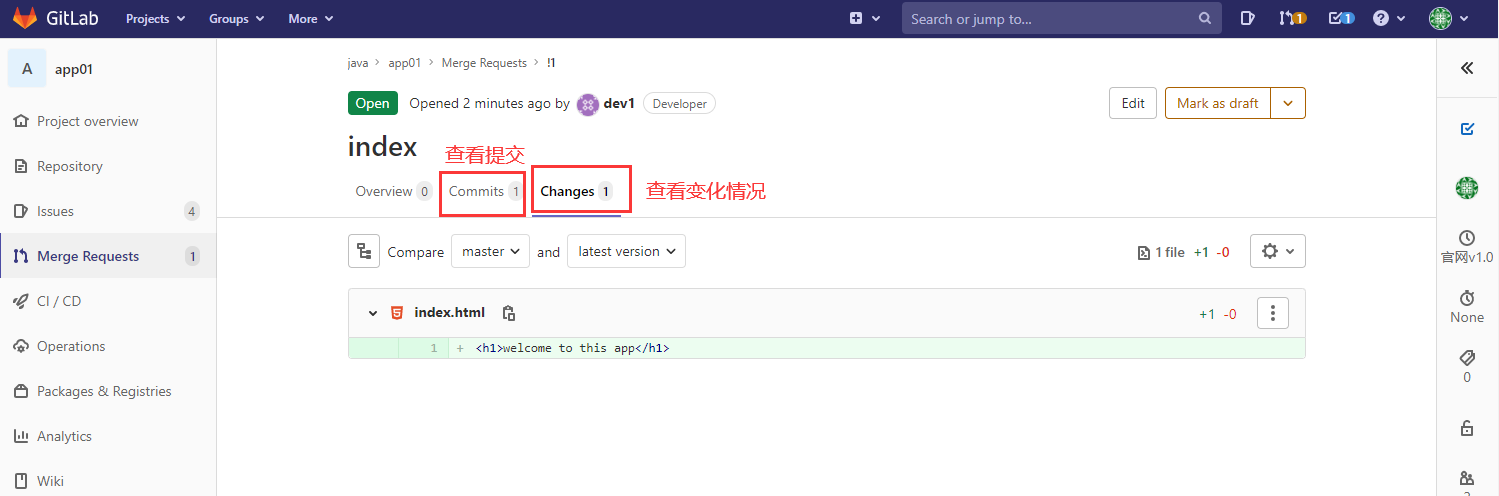 GitLab Projects Groups More Search or jump to... 1 1
A app01
java > app01 > Merge Requests > !1
Open Opened 2 minutes ago by dev1 Developer Edit Mark as draft
index
查看提交
Overview 0 Commits 1 Changes 1 查看变化情况
Compare master and latest version 1 file +1 -0
index.html +1 -0
1 + <h1>welcome to this app</h1>
Project overview
Repository
Issues 4
Merge Requests 1
CI / CD
Operations
Packages & Registries
Analytics
Wiki
官网v1.0
None
0